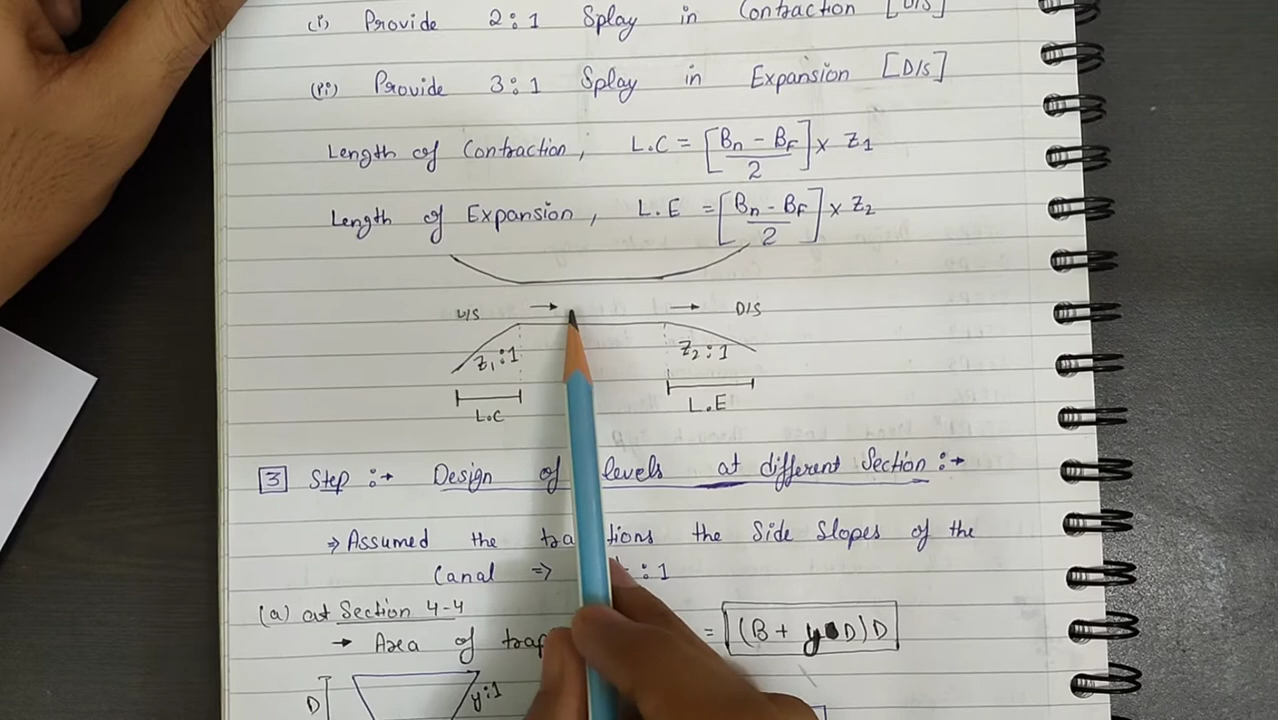 (i) Provide 2:1 Splay in Contraction [U/S]
(ii) Provide 3:1 Splay in Expansion [D/S]
Length of Contraction, L.C = [Bn - BF / 2] x Z1
Length of Expansion, L.E = [Bn - BF / 2] x Z2
U/S → → D/S
Z1:1 Z2:1
L.C L.E
3 Step :→ Design of levels at different Section :→
⇒ Assumed the the Side Slopes of the
Canal ⇒ :1
(a) at Section 4-4
→ Area of = (B + yD)D
D y:1